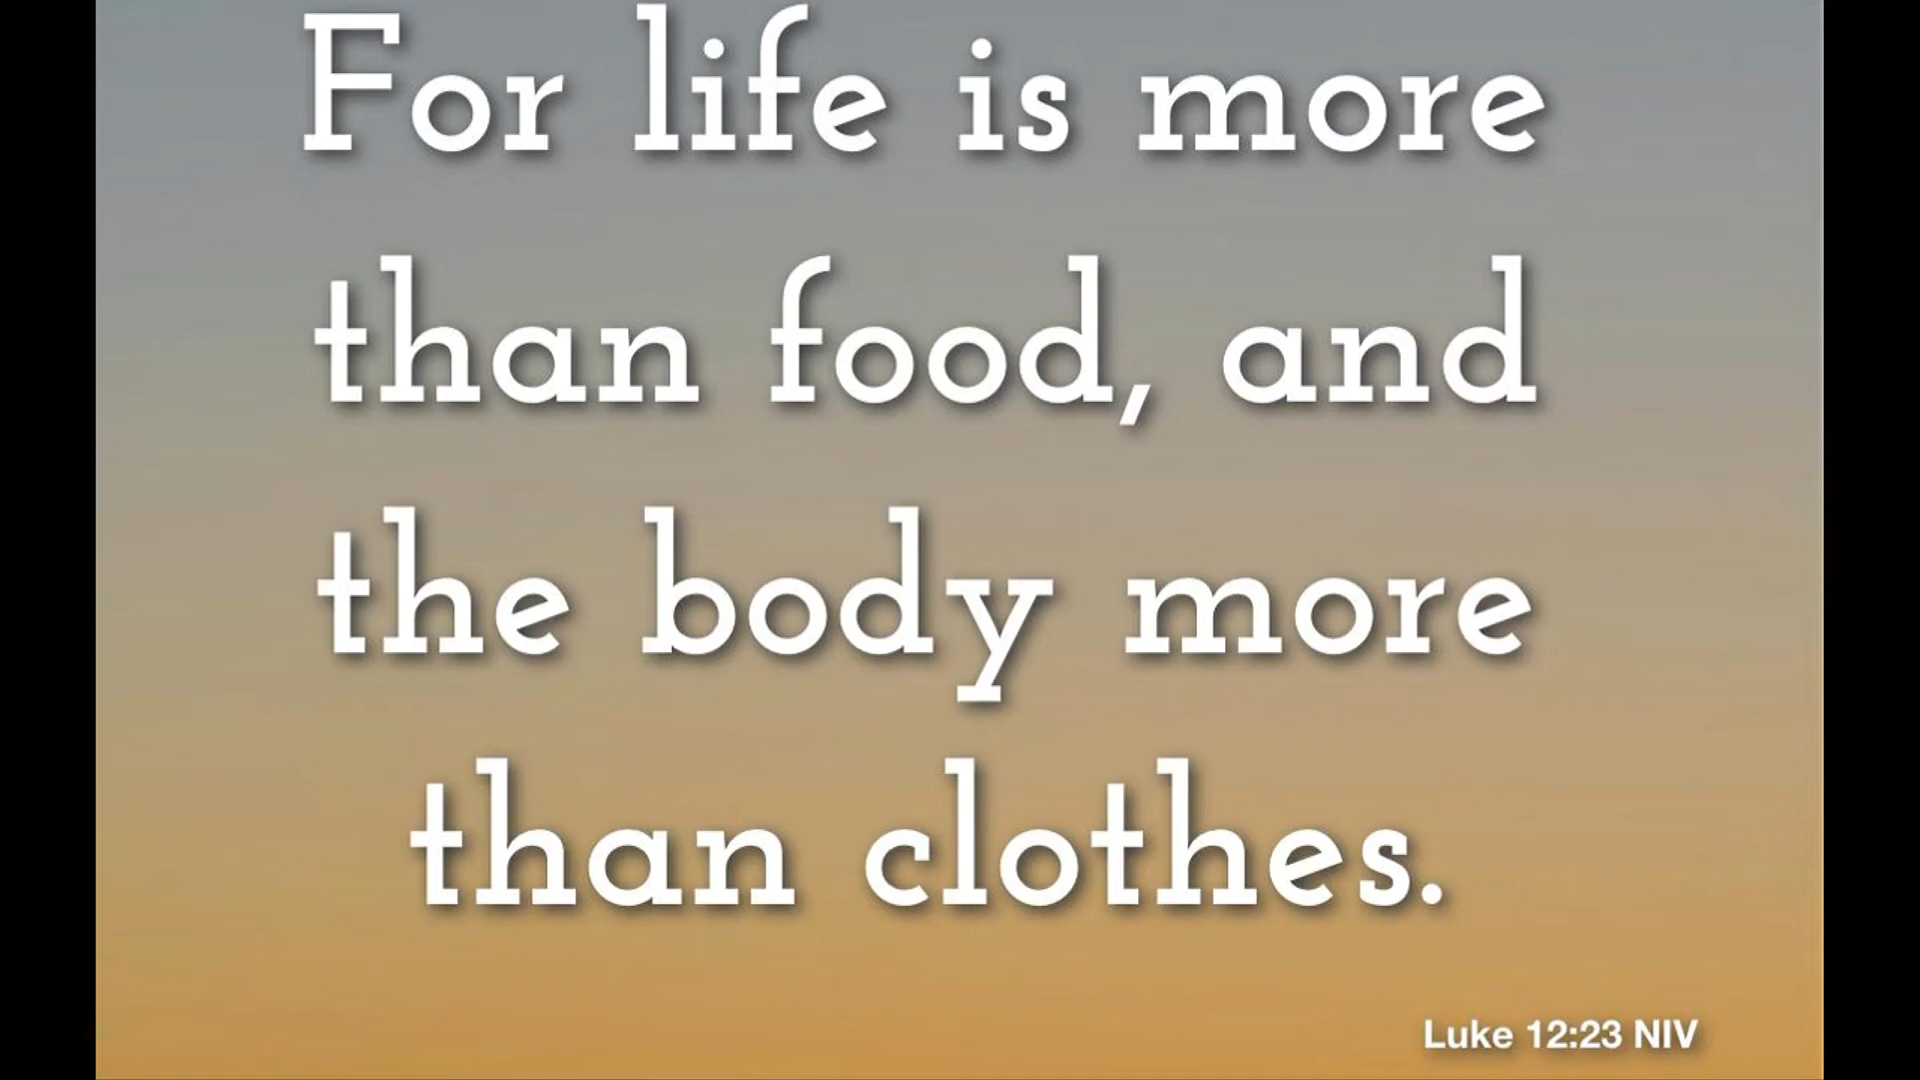 For life is more
than food, and
the body more
than clothes.
Luke 12:23 NIV